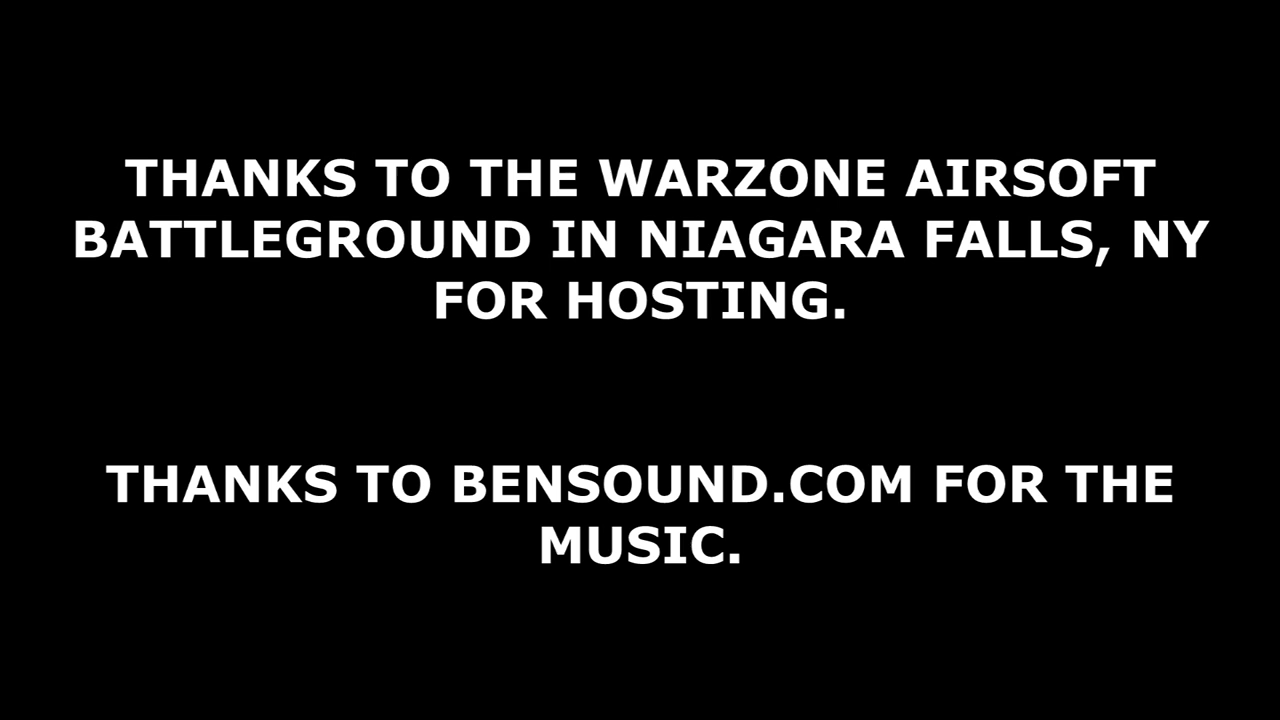 THANKS TO THE WARZONE AIRSOFT
BATTLEGROUND IN NIAGARA FALLS, NY
FOR HOSTING.
THANKS TO BENSOUND.COM FOR THE
MUSIC.